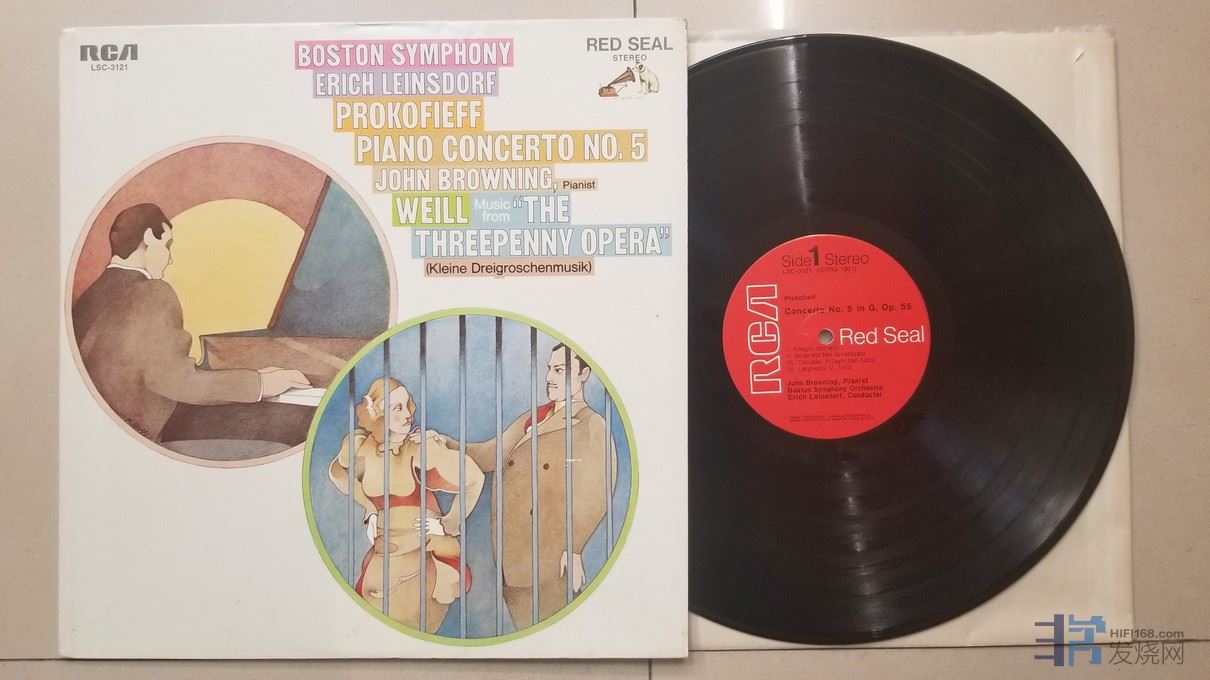 RCA
LSC-3121
BOSTON SYMPHONY
ERICH LEINSDORF
PROKOFIEFF
PIANO CONCERTO NO. 5
JOHN BROWNING, Pianist
WEILL Music from "THE
THREEPENNY OPERA"
(Kleine Dreigroschenmusik)
RED SEAL
STEREO
Side 1 Stereo
LSC-3121
Prokofieff
Concerto No. 5 in G, Op. 55
RCA
Red Seal
John Browning, Pianist
Boston Symphony Orchestra
Erich Leinsdorf, Conductor
HIFI168.com
发烧网